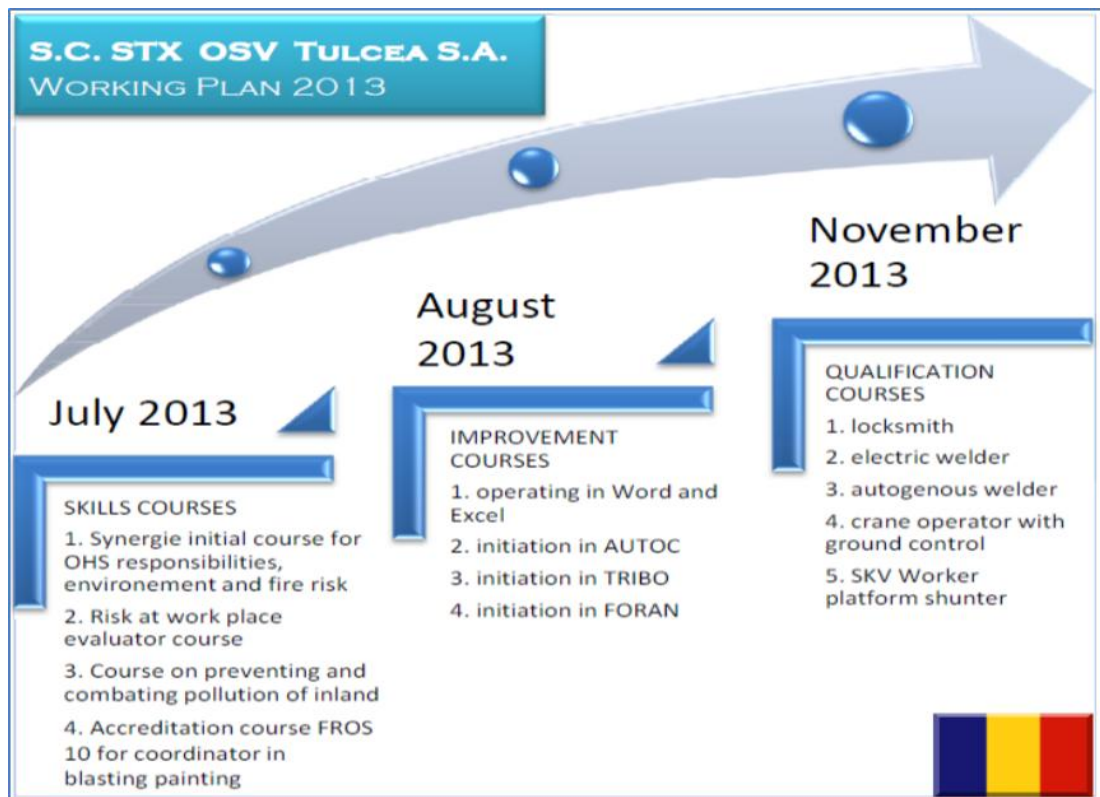 S.C. STX OSV TULCEA S.A.
WORKING PLAN 2013
July 2013
SKILLS COURSES
1. Synergie initial course for
OHS responsibilities,
environement and fire risk
2. Risk at work place
evaluator course
3. Course on preventing and
combating pollution of inland
4. Accreditation course FROS
10 for coordinator in
blasting painting
August
2013
IMPROVEMENT
COURSES
1. operating in Word and
Excel
2. initiation in AUTOC
3. initiation in TRIBO
4. initiation in FORAN
November
2013
QUALIFICATION
COURSES
1. locksmith
2. electric welder
3. autogenous welder
4. crane operator with
ground control
5. SKV Worker
platform shunter